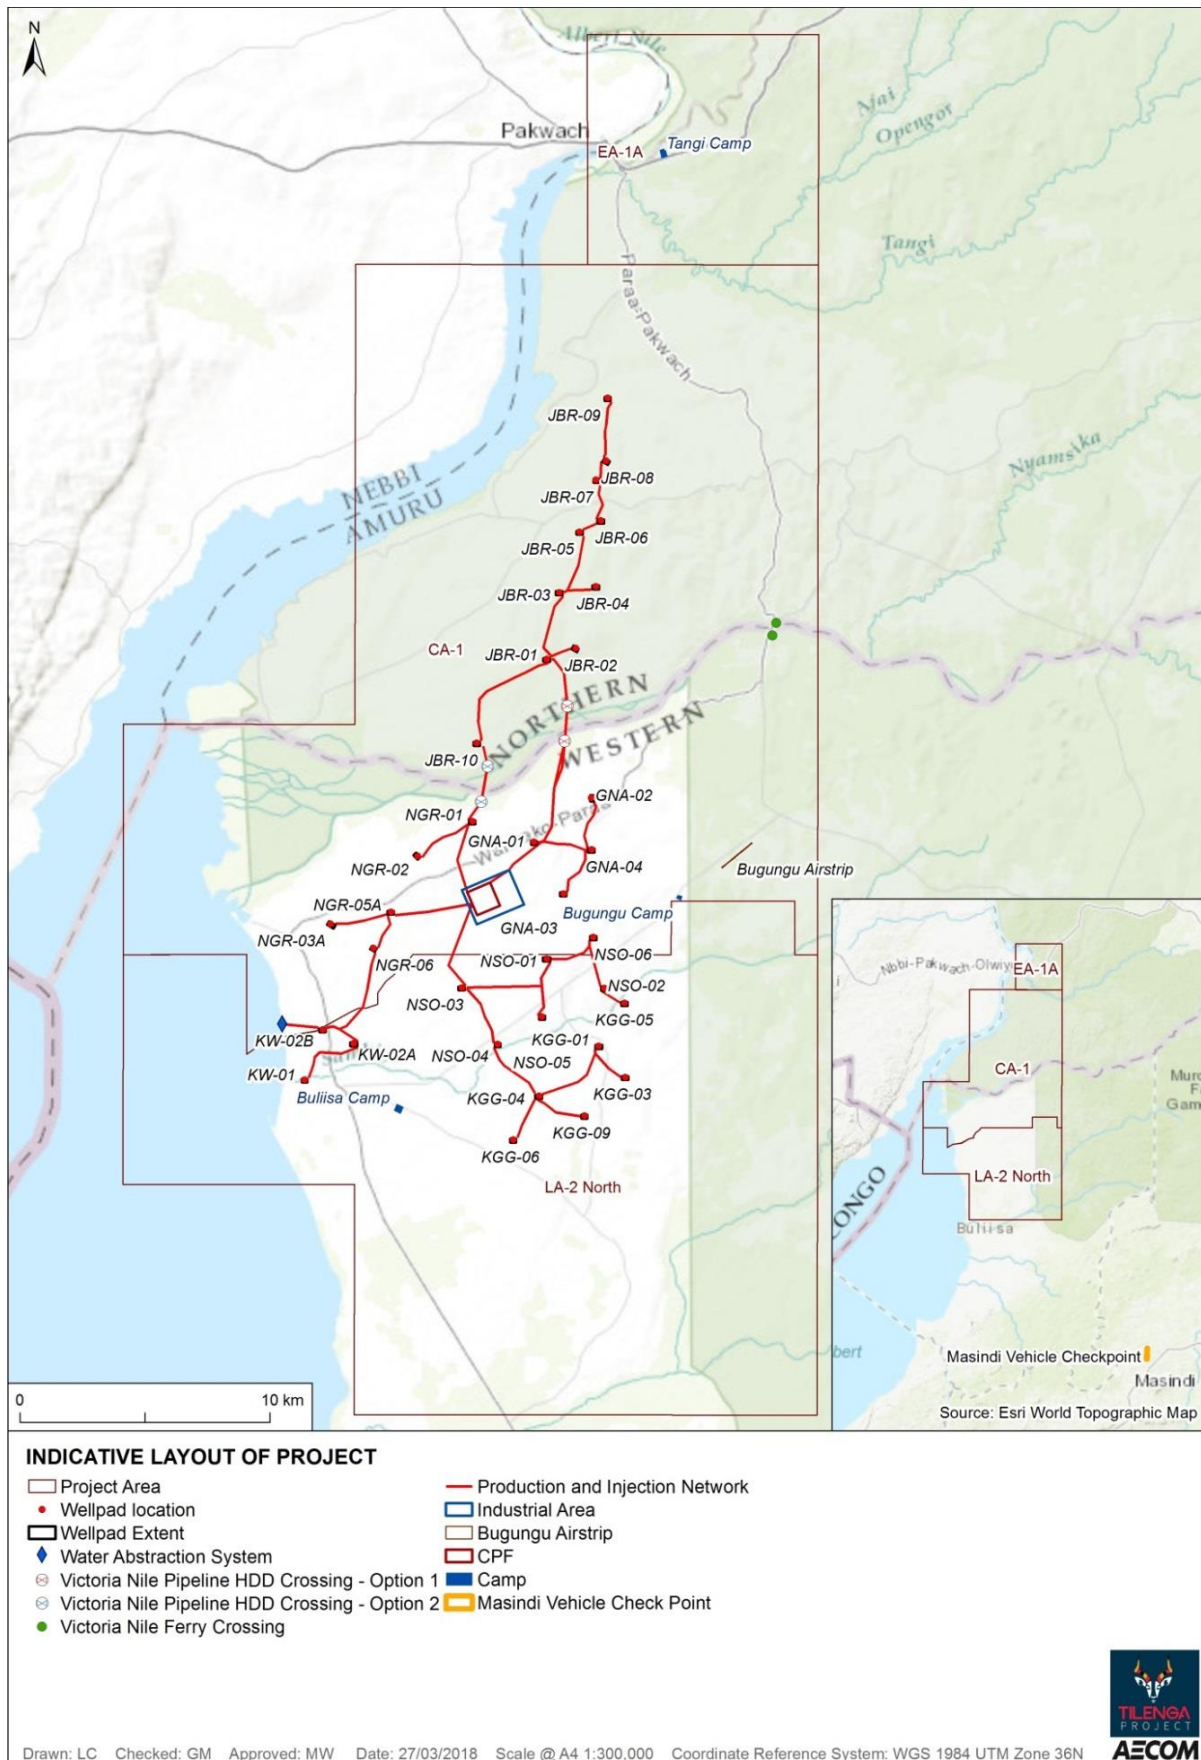 N
Albert Nile
Pakwach
Tangi Camp
EA-1A
Ntai
Opengor
Tangi
Paraa-Pakwach
Nyamsika
JBR-09
JBR-08
JBR-07
JBR-06
JBR-05
NEBBI
AMURU
JBR-03
JBR-04
CA-1
JBR-01
JBR-02
NORTHERN
WESTERN
JBR-10
GNA-02
NGR-01
GNA-01
NGR-02
GNA-04
Bugungu Airstrip
NGR-05A
Bugungu Camp
NGR-03A
GNA-03
NGR-06
NSO-01
NSO-06
NSO-02
NSO-03
KGG-05
KW-02B
KW-02A
NSO-04
KGG-01
NSO-05
KW-01
KGG-04
KGG-03
Buliisa Camp
KGG-09
KGG-06
LA-2 North
0 10 km
Nbbi-Pakwach-Olwiy
EA-1A
CA-1
LA-2 North
Buliisa
bert
Masindi Vehicle Checkpoint
Masindi
Source: Esri World Topographic Map
INDICATIVE LAYOUT OF PROJECT
Project Area
Wellpad location
Wellpad Extent
Water Abstraction System
Victoria Nile Pipeline HDD Crossing - Option 1
Victoria Nile Pipeline HDD Crossing - Option 2
Victoria Nile Ferry Crossing
Production and Injection Network
Industrial Area
Bugungu Airstrip
CPF
Camp
Masindi Vehicle Check Point
TILENGA
PROJECT
AECOM
Drawn: LC Checked: GM Approved: MW Date: 27/03/2018 Scale @ A4 1:300,000 Coordinate Reference System: WGS 1984 UTM Zone 36N